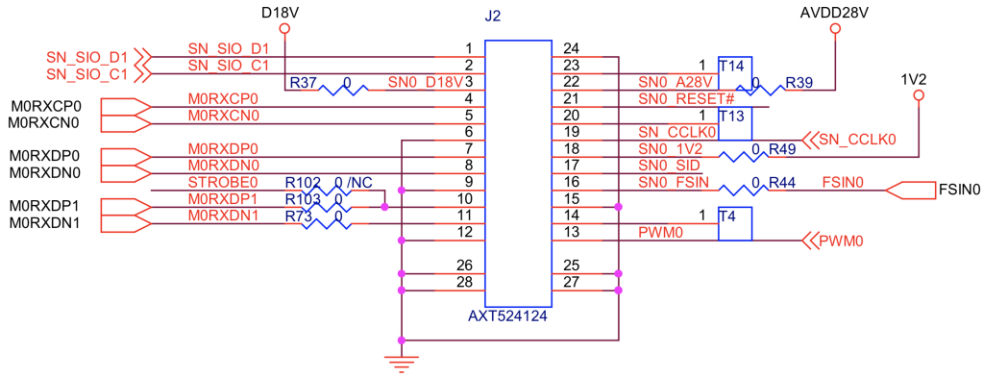 D18V J2 AVDD28V
SN_SIO_D1 SN_SIO_D1 1 24
SN_SIO_C1 SN_SIO_C1 2 23 1 T14
R37 0 SN0_D18V 3 22 SN0_A28V 0 R39 1V2
M0RXCP0 M0RXCP0 4 21 SN0_RESET#
M0RXCN0 M0RXCN0 5 20 1 T13
6 19 SN_CCLK0 SN_CCLK0
M0RXDP0 M0RXDP0 7 18 SN0_1V2 0 R49
M0RXDN0 M0RXDN0 8 17 SN0_SID
STROBE0 R102 0 /NC 9 16 SN0_FSIN 0 R44 FSIN0 FSIN0
M0RXDP1 M0RXDP1 R103 0 10 15
M0RXDN1 M0RXDN1 R73 0 11 14 1 T4
12 13 PWM0 PWM0
26 25
28 27
AXT524124